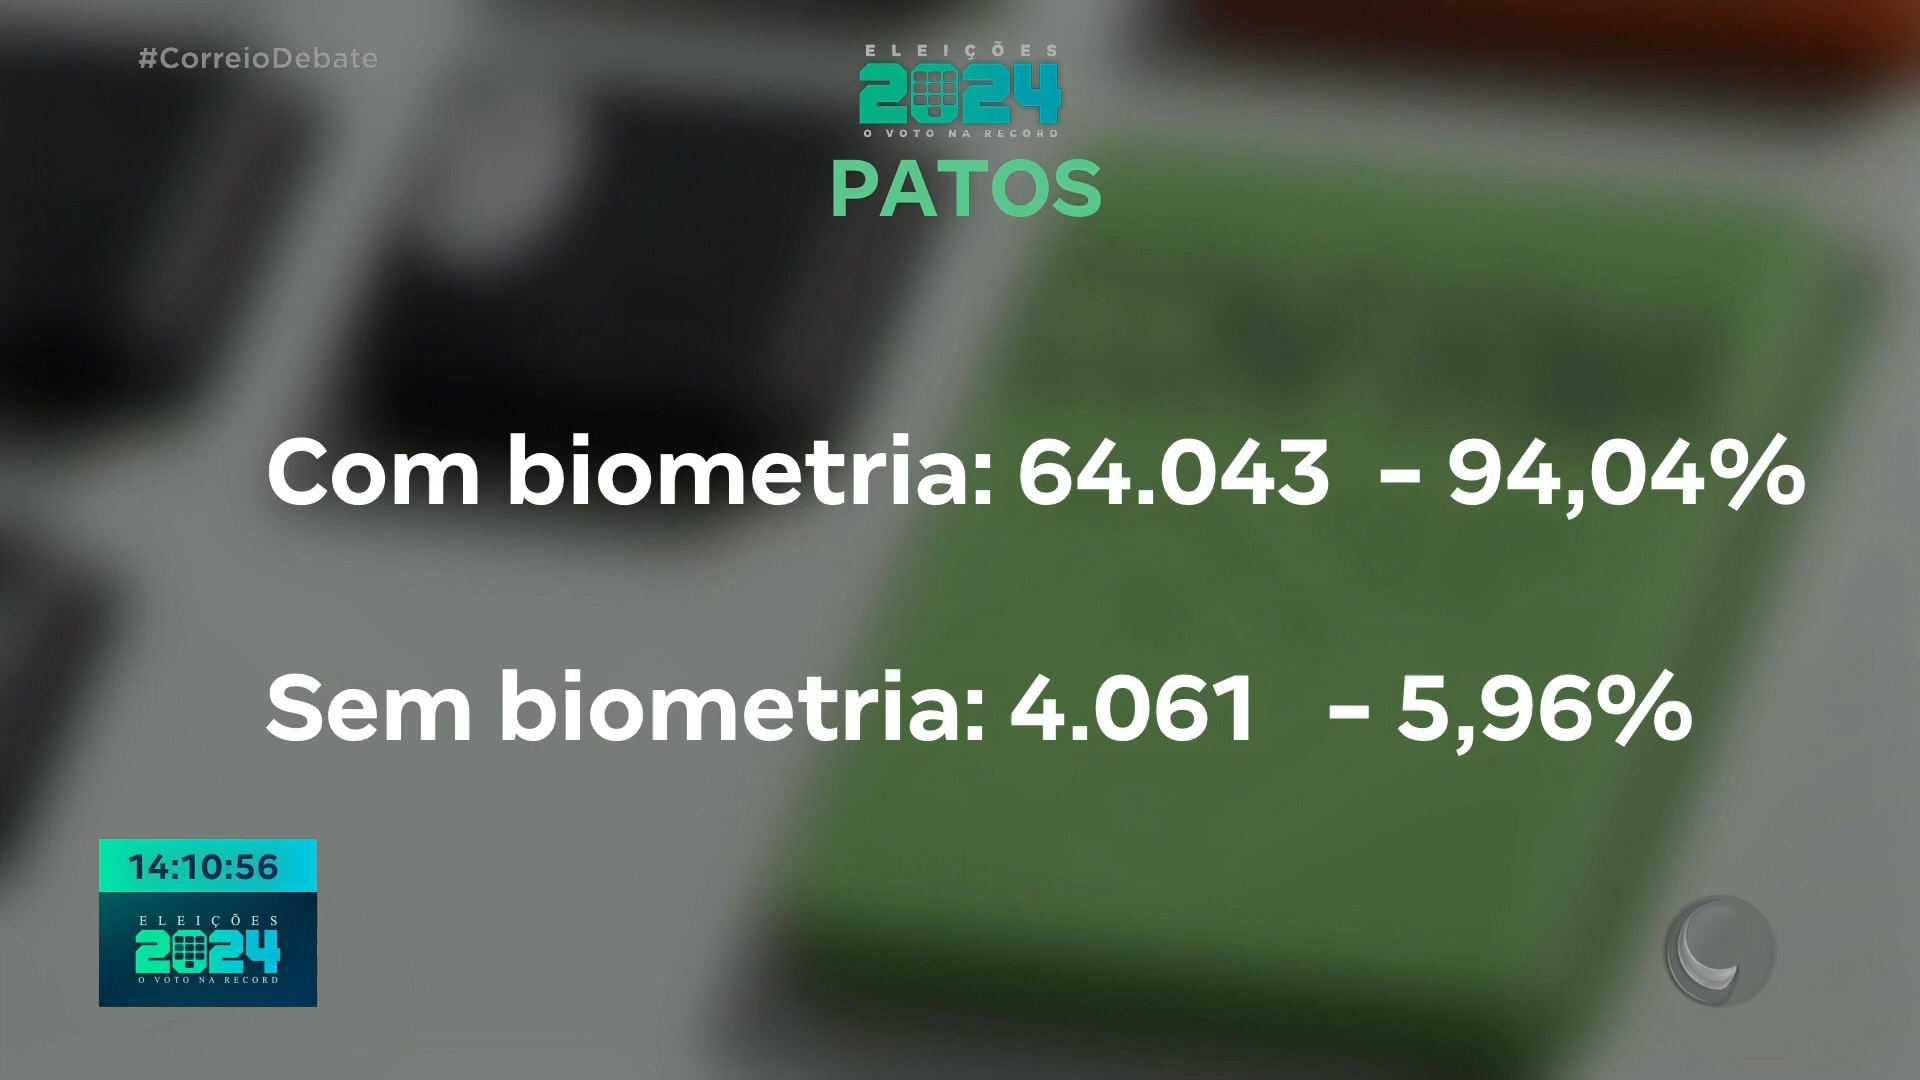 #CorreioDebate
ELEIÇÕES
2024
O VOTO NA RECORD
PATOS
Com biometria: 64.043 - 94,04%
Sem biometria: 4.061 - 5,96%
14:10:56
ELEIÇÕES
2024
O VOTO NA RECORD